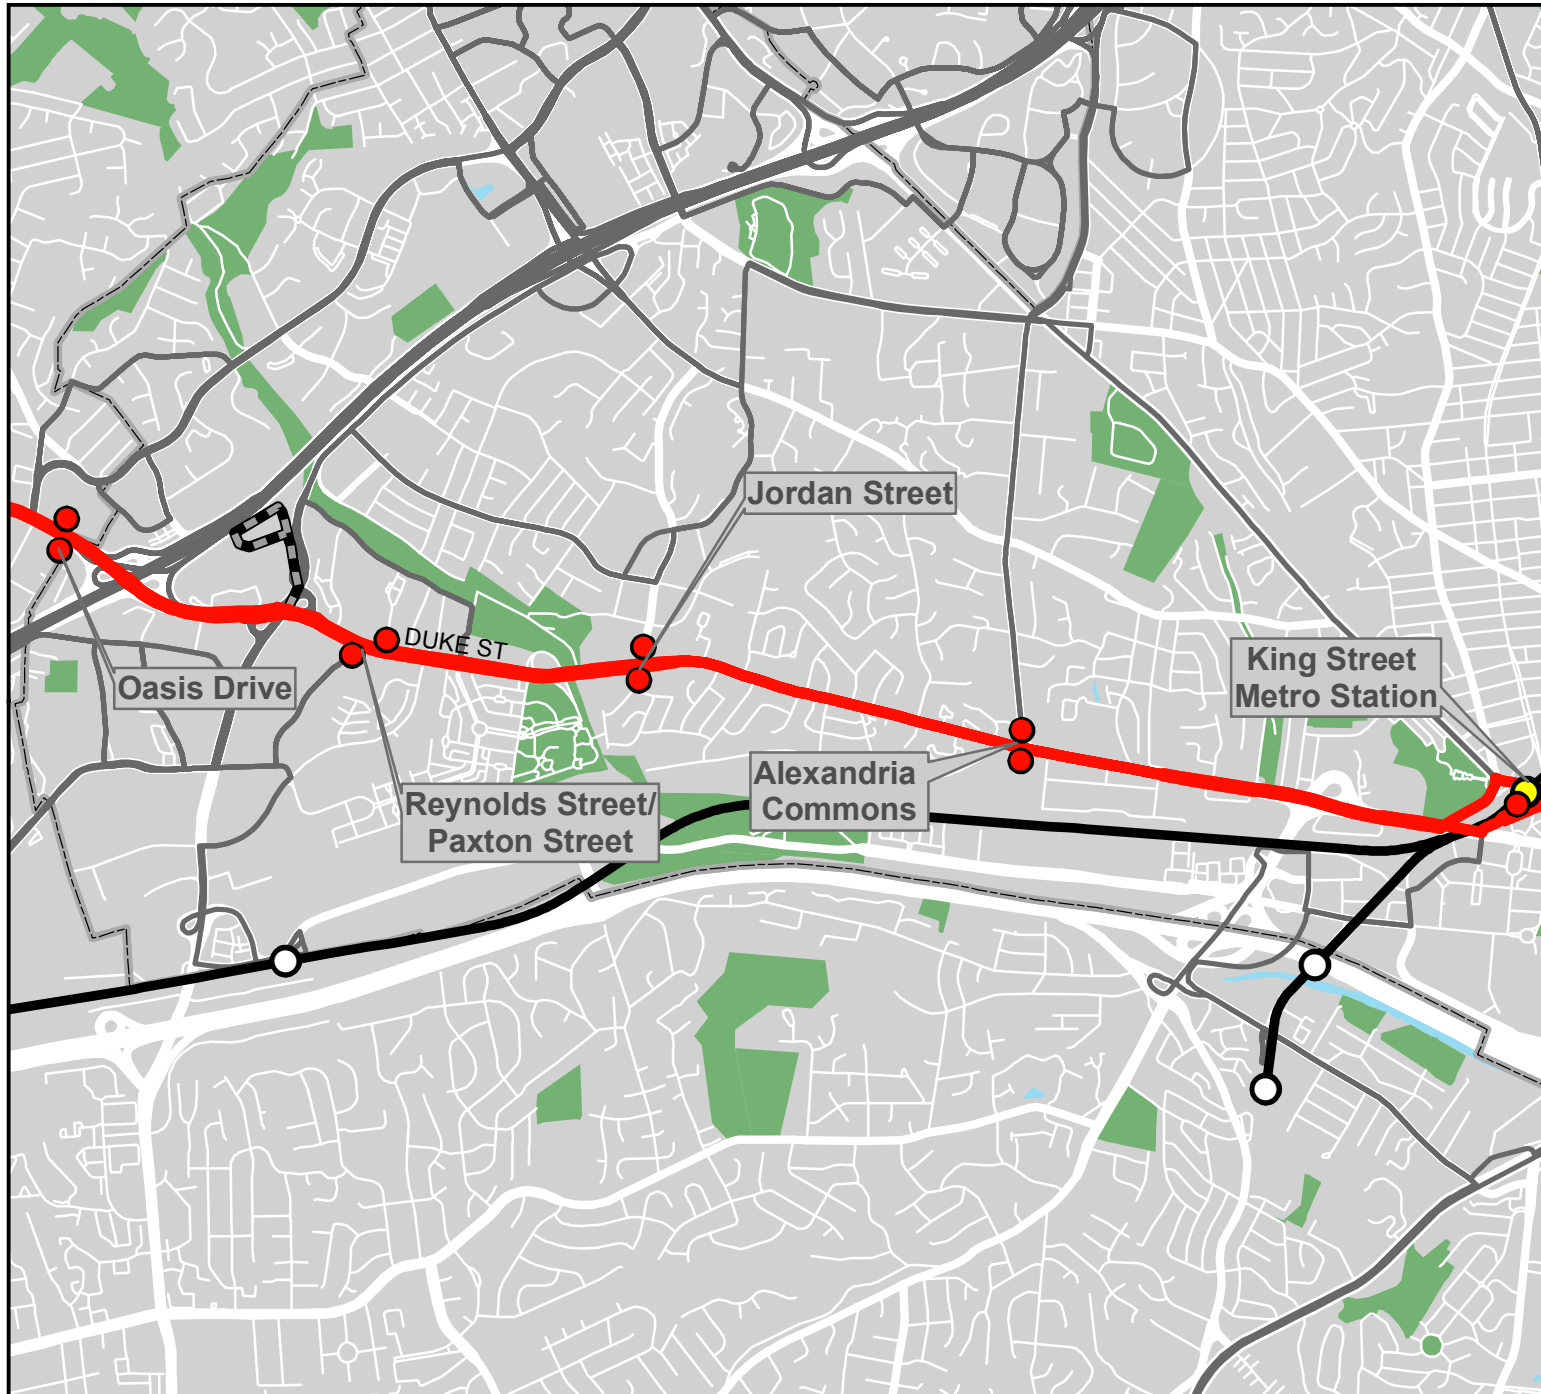 Jordan Street
DUKE ST
Oasis Drive
King Street
Metro Station
Alexandria
Commons
Reynolds Street/
Paxton Street